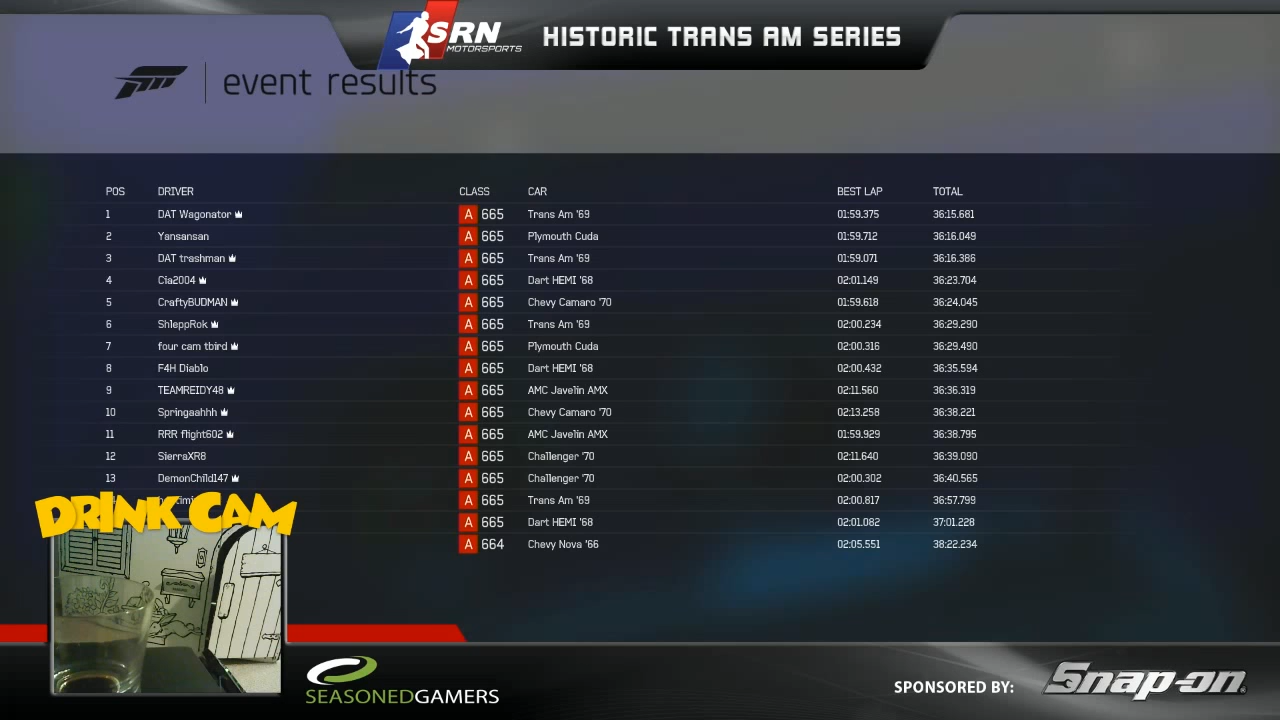 SRN MOTORSPORTS HISTORIC TRANS AM SERIES
event results
POS DRIVER CLASS CAR BEST LAP TOTAL
1 DAT Wagonator A 665 Trans Am '69 01:59.375 36:15.681
2 Yansansan A 665 Plymouth Cuda 01:59.712 36:16.049
3 DAT trashman A 665 Trans Am '69 01:59.071 36:16.386
4 Cia2004 A 665 Dart HEMI '68 02:01.149 36:23.704
5 CraftyBUDMAN A 665 Chevy Camaro '70 01:59.618 36:24.045
6 ShleppRok A 665 Trans Am '69 02:00.234 36:29.290
7 four cam tbird A 665 Plymouth Cuda 02:00.316 36:29.490
8 F4H Diablo A 665 Dart HEMI '68 02:00.432 36:35.594
9 TEAMREIDY48 A 665 AMC Javelin AMX 02:11.560 36:36.319
10 Springaahhh A 665 Chevy Camaro '70 02:13.258 36:38.221
11 RRR flight602 A 665 AMC Javelin AMX 01:59.929 36:38.795
12 SierraXR8 A 665 Challenger '70 02:11.640 36:39.090
13 DemonChild147 A 665 Challenger '70 02:00.302 36:40.565
A 665 Trans Am '69 02:00.817 36:57.799
A 665 Dart HEMI '68 02:01.082 37:01.228
A 664 Chevy Nova '66 02:05.551 38:22.234
DRINK CAM
SEASONEDGAMERS
SPONSORED BY: Snap-on